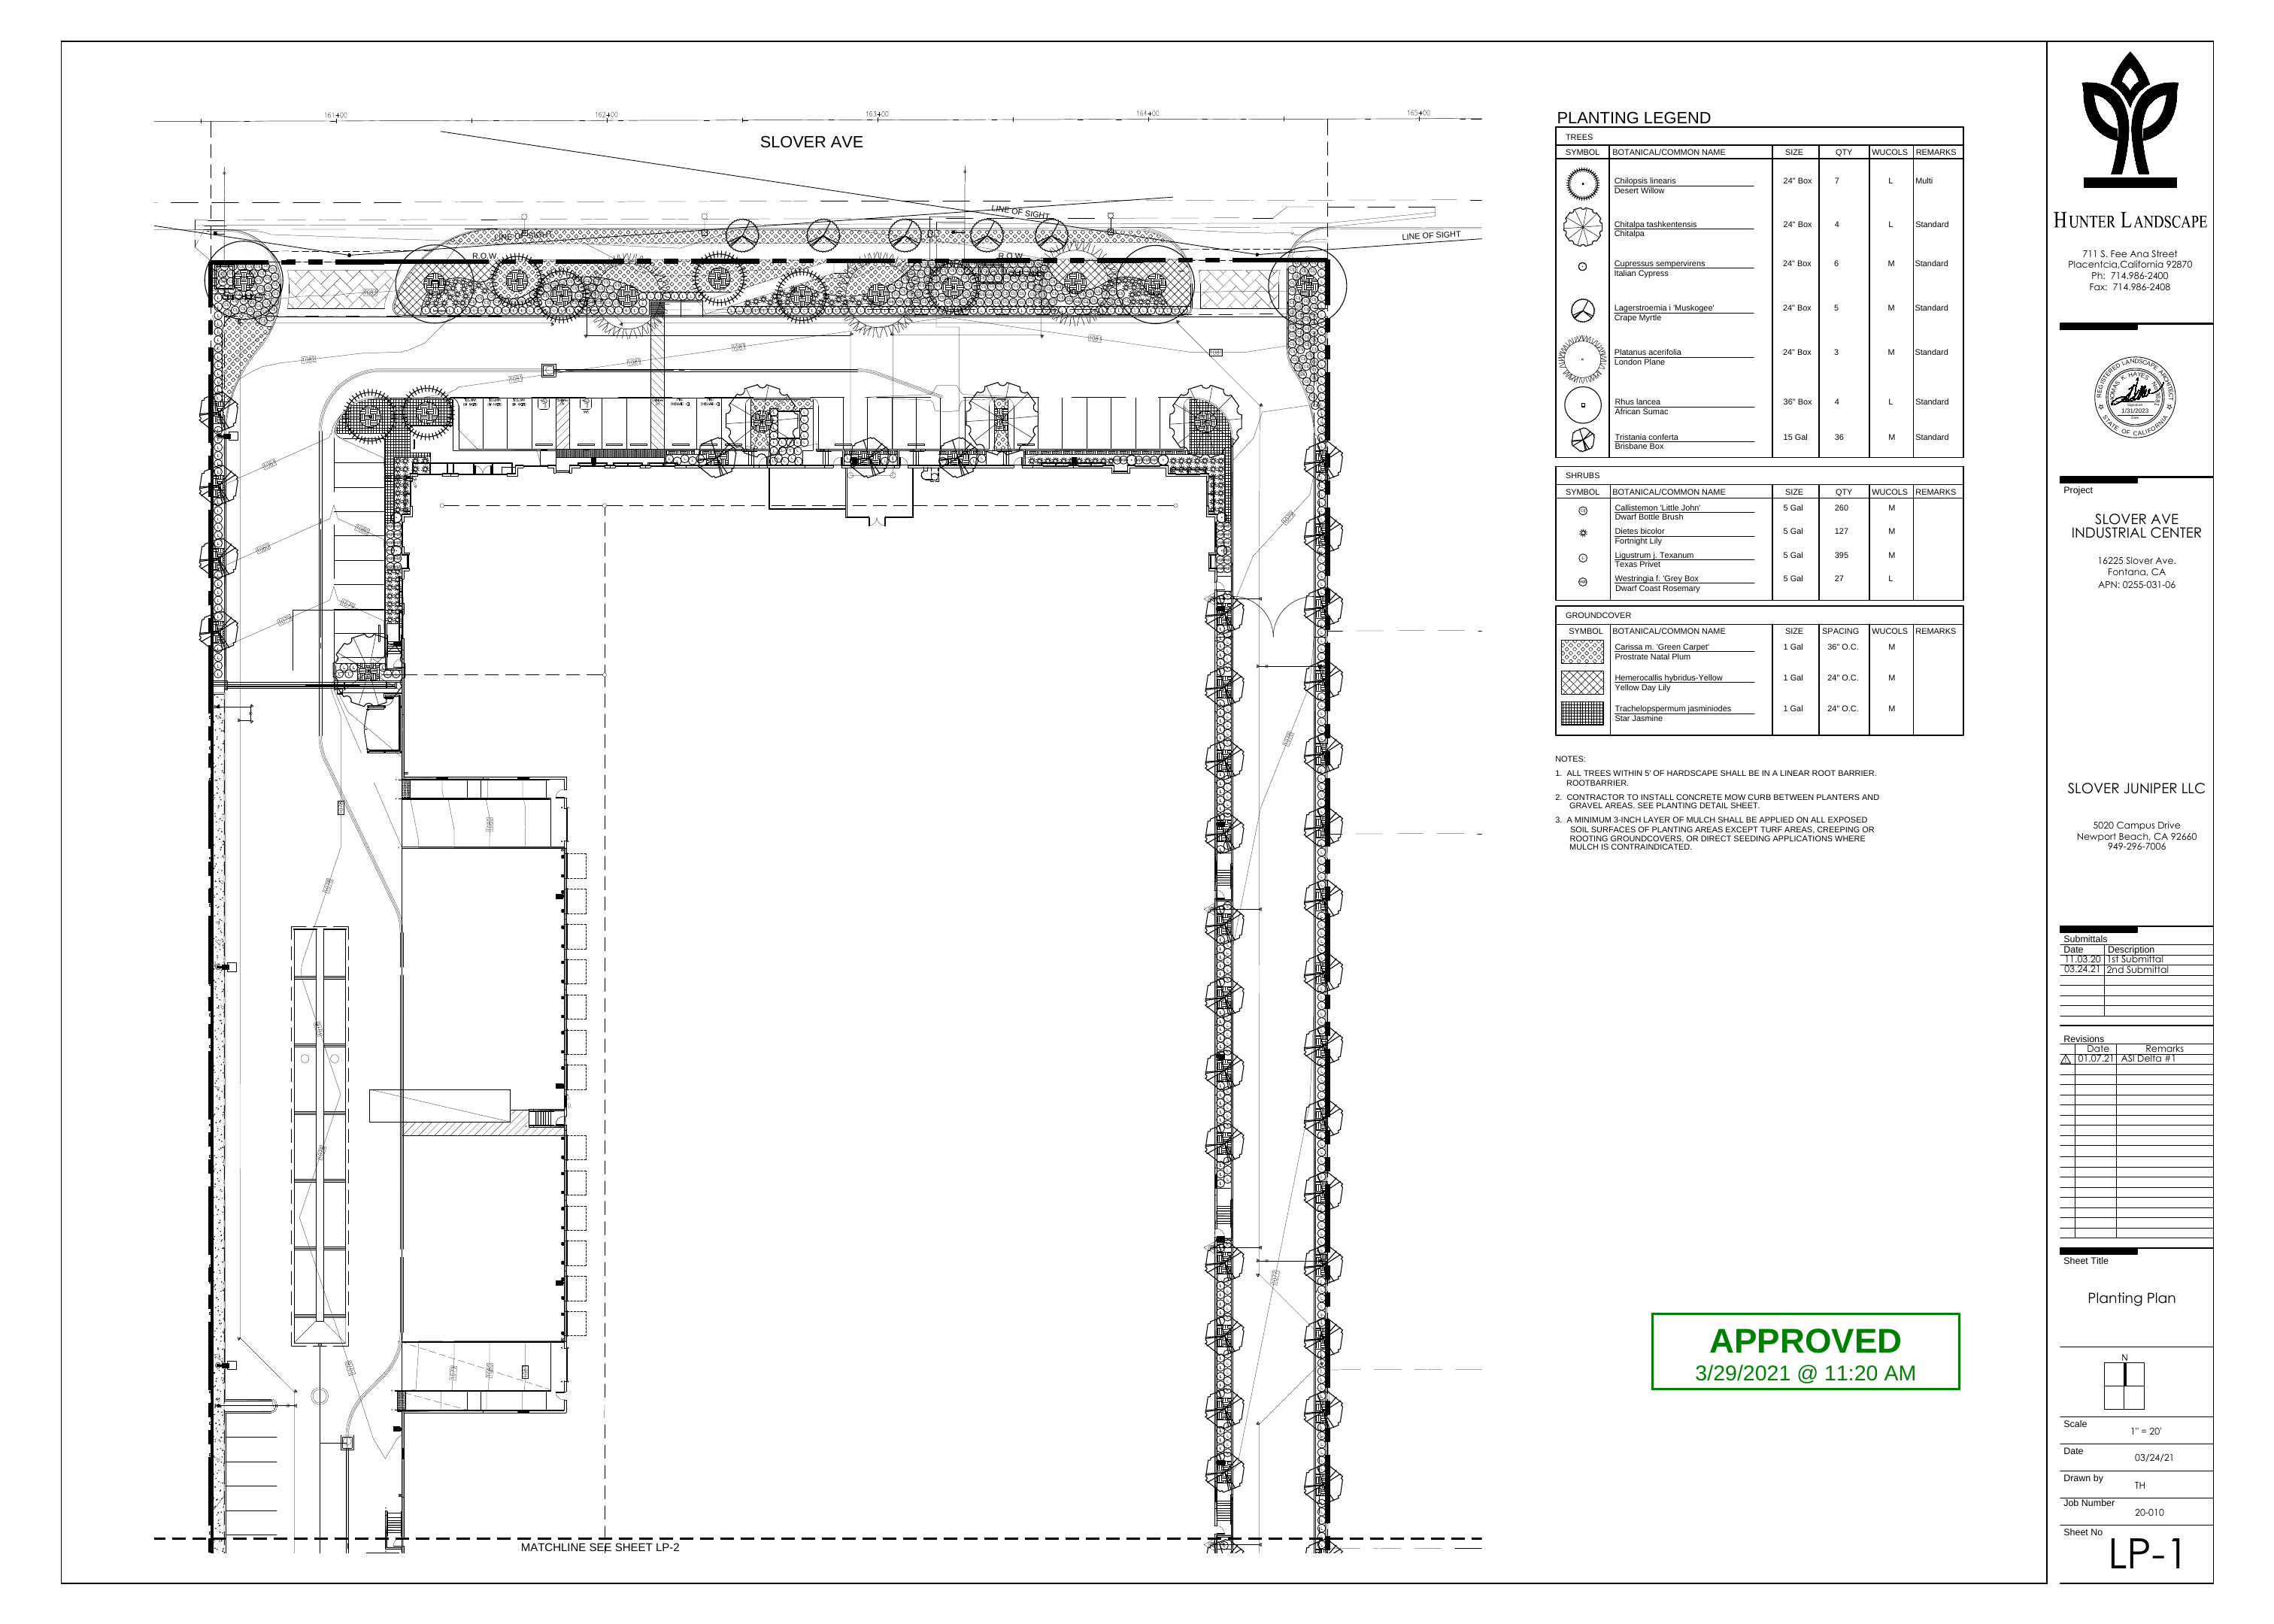 161+00
162+00
163+00
164+00
165+00
SLOVER AVE
LINE OF SIGHT
LINE OF SIGHT
LINE OF SIGHT
R.O.W.
R.O.W.
MATCHLINE SEE SHEET LP-2
PLANTING LEGEND
TREES
SYMBOL BOTANICAL/COMMON NAME SIZE QTY WUCOLS REMARKS
Chilopsis linearis 24" Box 7 L Multi
Desert Willow
Chitalpa tashkentensis 24" Box 4 L Standard
Chitalpa
Cupressus sempervirens 24" Box 6 M Standard
Italian Cypress
Lagerstroemia i 'Muskogee' 24" Box 5 M Standard
Crape Myrtle
Platanus acerifolia 24" Box 3 M Standard
London Plane
Rhus lancea 36" Box 4 L Standard
African Sumac
Tristania conferta 15 Gal 36 M Standard
Brisbane Box
SHRUBS
SYMBOL BOTANICAL/COMMON NAME SIZE QTY WUCOLS REMARKS
Callistemon 'Little John' 5 Gal 260 M
Dwarf Bottle Brush
Dietes bicolor 5 Gal 127 M
Fortnight Lily
Ligustrum j. Texanum 5 Gal 395 M
Texas Privet
Westringia f. 'Grey Box 5 Gal 27 L
Dwarf Coast Rosemary
GROUNDCOVER
SYMBOL BOTANICAL/COMMON NAME SIZE SPACING WUCOLS REMARKS
Carissa m. 'Green Carpet' 1 Gal 36" O.C. M
Prostrate Natal Plum
Hemerocallis hybridus-Yellow 1 Gal 24" O.C. M
Yellow Day Lily
Trachelopspermum jasminiodes 1 Gal 24" O.C. M
Star Jasmine
NOTES:
1. ALL TREES WITHIN 5' OF HARDSCAPE SHALL BE IN A LINEAR ROOT BARRIER.
ROOTBARRIER.
2. CONTRACTOR TO INSTALL CONCRETE MOW CURB BETWEEN PLANTERS AND
GRAVEL AREAS. SEE PLANTING DETAIL SHEET.
3. A MINIMUM 3-INCH LAYER OF MULCH SHALL BE APPLIED ON ALL EXPOSED
SOIL SURFACES OF PLANTING AREAS EXCEPT TURF AREAS, CREEPING OR
ROOTING GROUNDCOVERS, OR DIRECT SEEDING APPLICATIONS WHERE
MULCH IS CONTRAINDICATED.
APPROVED
3/29/2021 @ 11:20 AM
HUNTER LANDSCAPE
711 S. Fee Ana Street
Placentcia,California 92870
Ph: 714.986-2400
Fax: 714.986-2408
REGISTERED LANDSCAPE ARCHITECT
THOMAS K. HAYES
1/31/2023
STATE OF CALIFORNIA
Project
SLOVER AVE
INDUSTRIAL CENTER
16225 Slover Ave.
Fontana, CA
APN: 0255-031-06
SLOVER JUNIPER LLC
5020 Campus Drive
Newport Beach, CA 92660
949-296-7006
Submittals
Date Description
11.03.20 1st Submittal
03.24.21 2nd Submittal
Revisions
Date Remarks
01.07.21 ASI Delta #1
Sheet Title
Planting Plan
N
Scale
1" = 20'
Date
03/24/21
Drawn by
TH
Job Number
20-010
Sheet No
LP-1